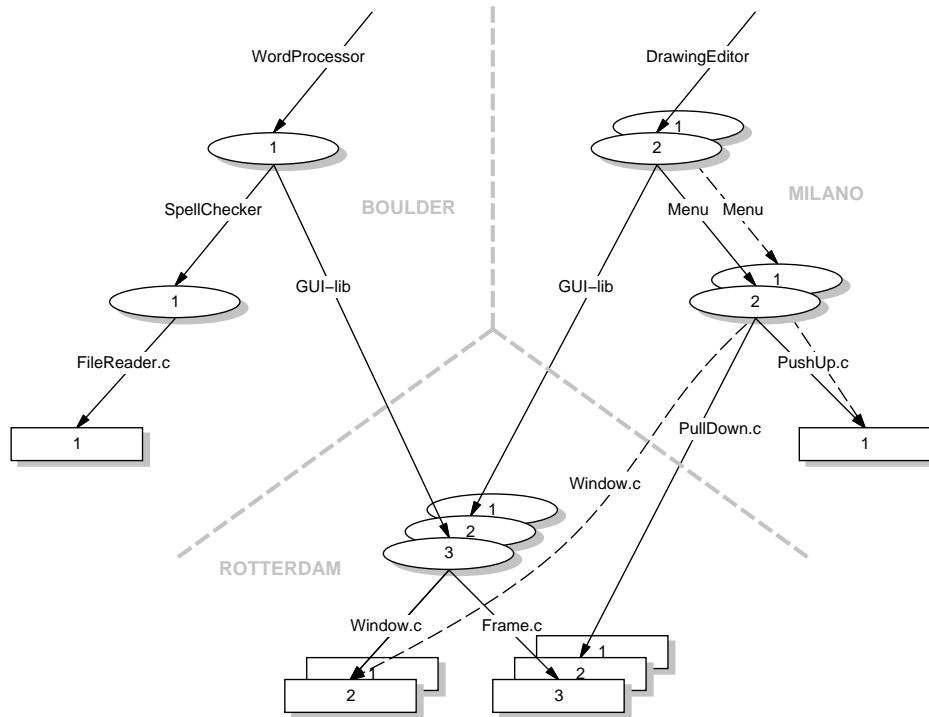 WordProcessor
DrawingEditor
1
1
2
SpellChecker
BOULDER
Menu
Menu
MILANO
GUI–lib
GUI–lib
1
1
2
FileReader.c
PushUp.c
PullDown.c
1
1
Window.c
1
2
3
ROTTERDAM
Window.c
Frame.c
1
1
2
2
3